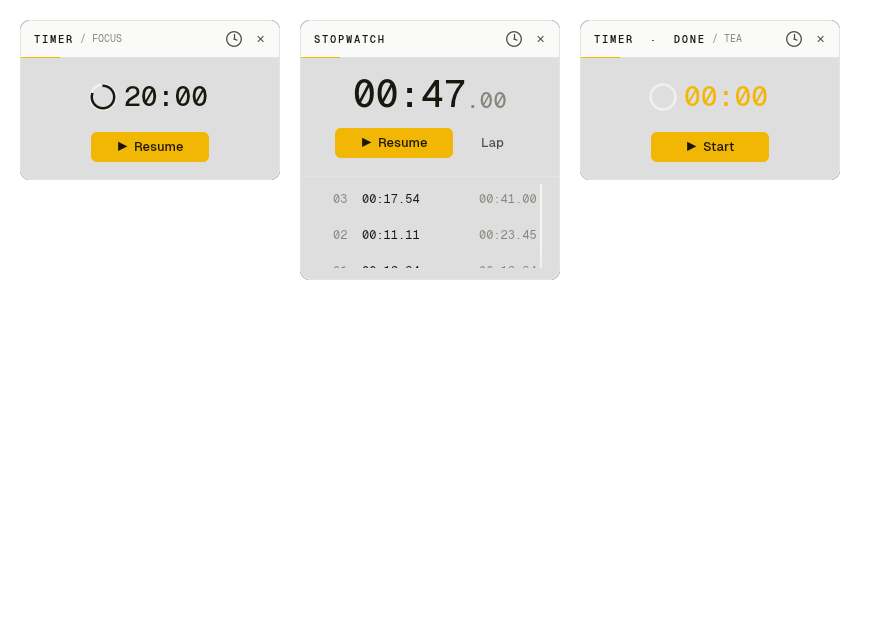 TIMER / FOCUS
20:00
Resume
STOPWATCH
00:47.00
Resume
Lap
03 00:17.54 00:41.00
02 00:11.11 00:23.45
TIMER · DONE / TEA
00:00
Start